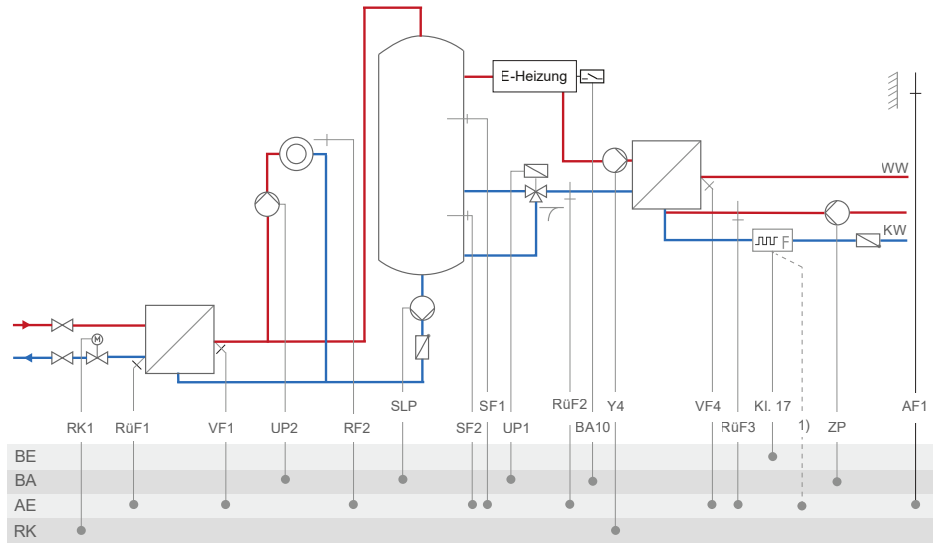 E-Heizung
WW
F
KW
M
SLP
SF1
RüF2
Y4
VF4
Kl. 17
AF1
RK1
RüF1
VF1
UP2
RF2
SF2
UP1
BA10
RüF3
1)
ZP
BE
BA
AE
RK